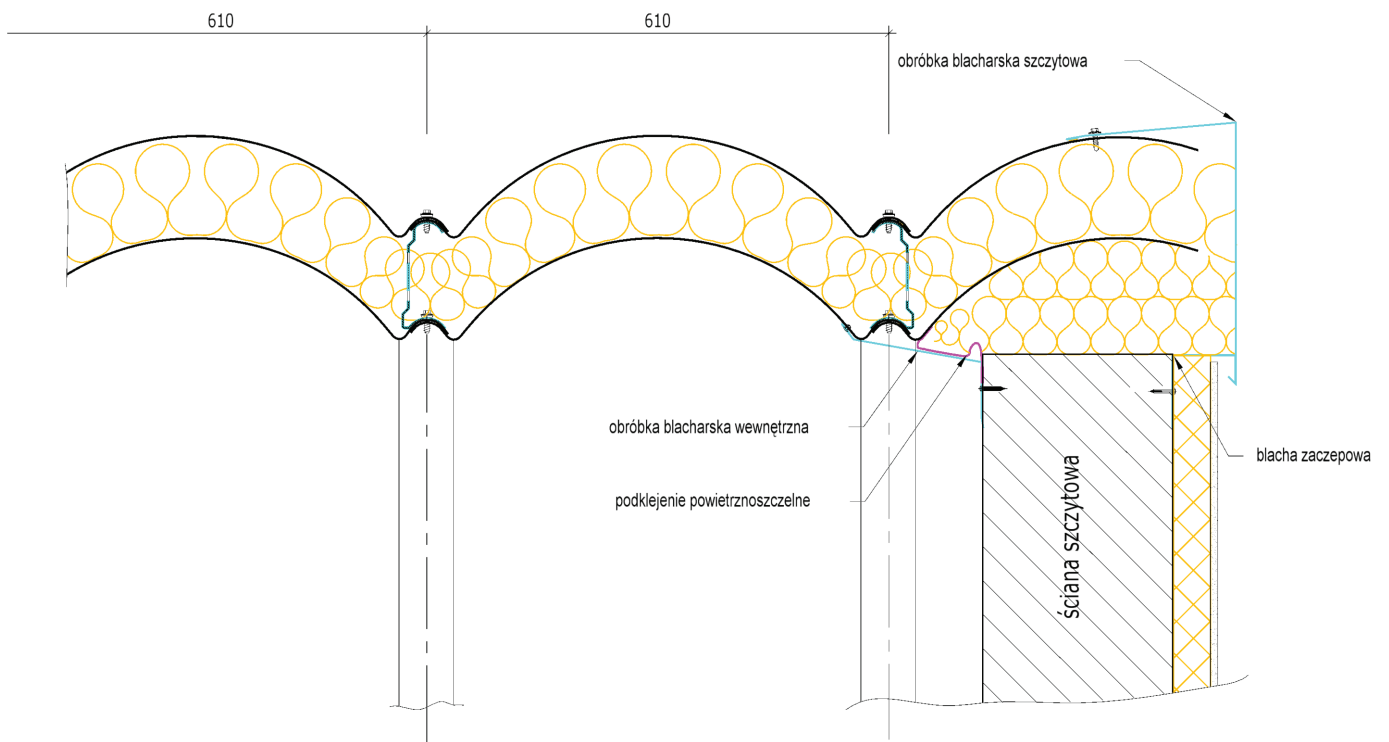 610
610
obróbka blacharska szczytowa
obróbka blacharska wewnętrzna
blacha zaczepowa
podklejenie powietrznoszczelne
ściana szczytowa